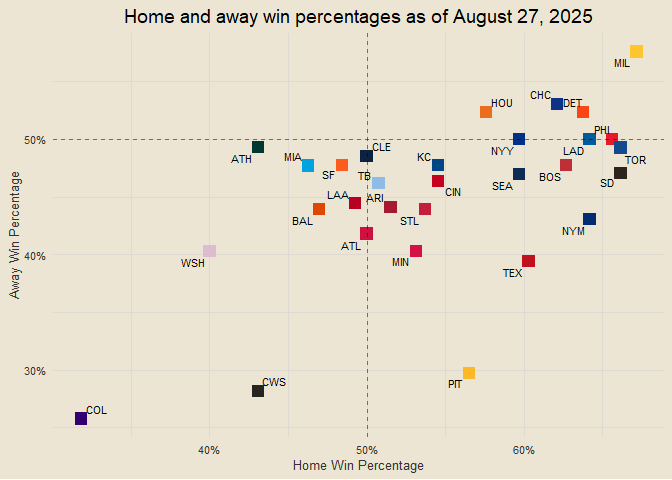 Home and away win percentages as of August 27, 2025
MIL
CHC
DET
HOU
PHI
50%
CLE
NYY
LAD
ATH
MIA
KC
TOR
SF
TB
BOS
SD
SEA
CIN
LAA
ARI
BAL
STL
NYM
ATL
40%
WSH
MIN
TEX
30%
CWS
PIT
COL
40%
50%
60%
Home Win Percentage
Away Win Percentage